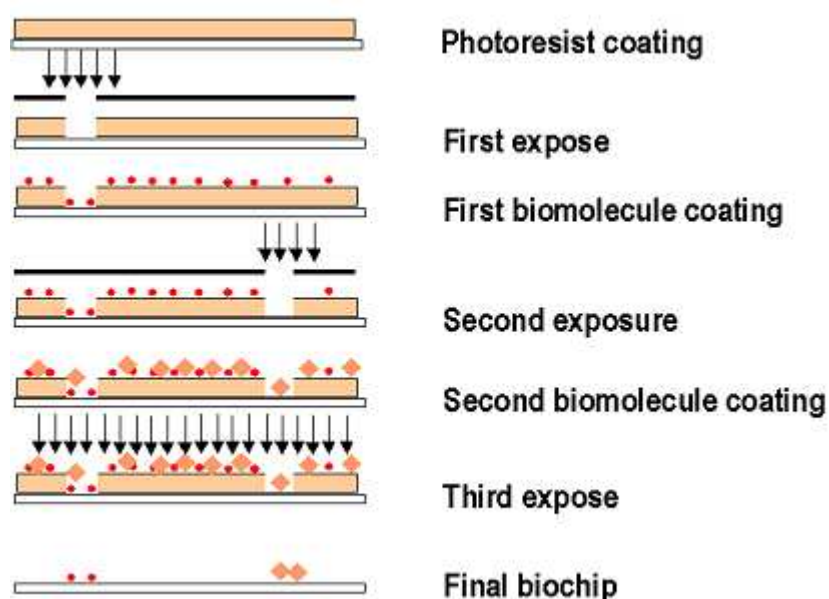 Photoresist coating
First expose
First biomolecule coating
Second exposure
Second biomolecule coating
Third expose
Final biochip